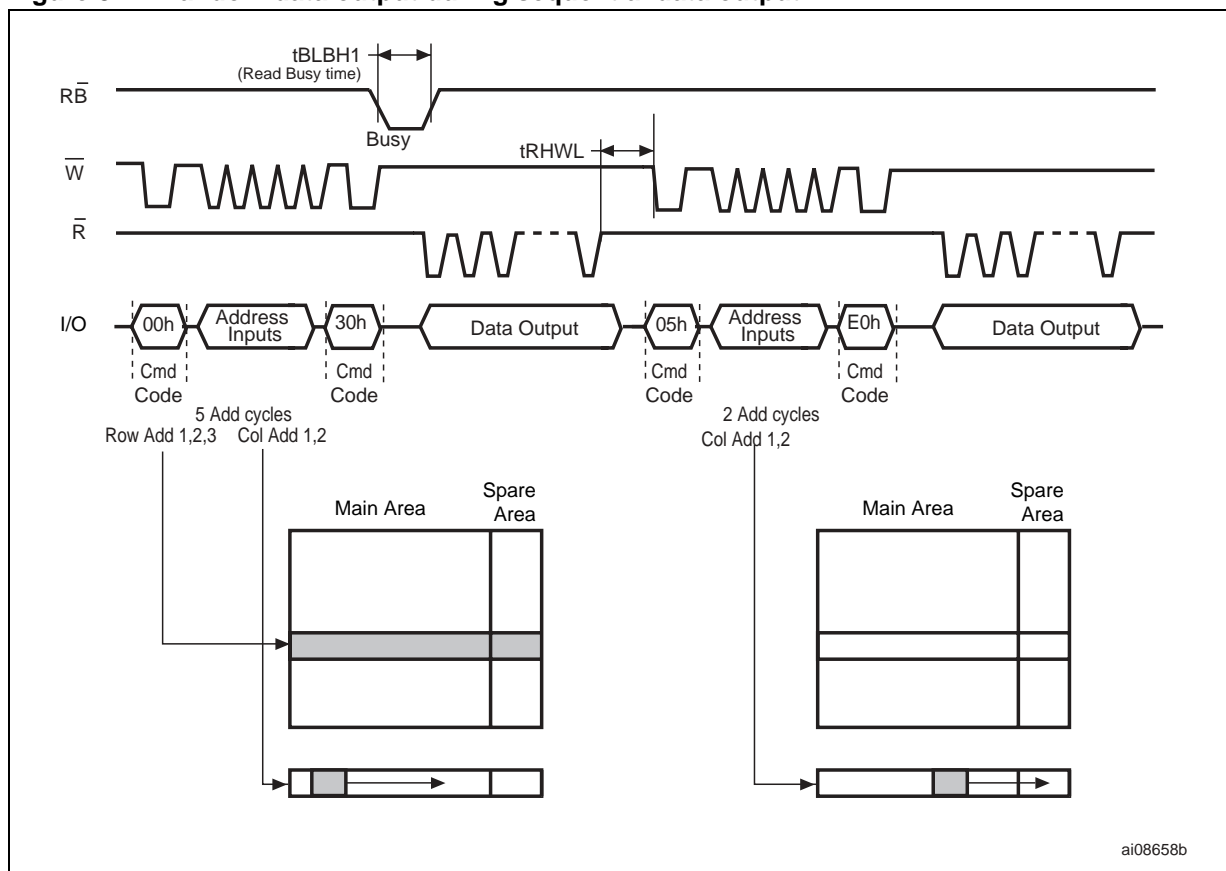 tBLBH1
(Read Busy time)
RB̅
Busy
tRHWL
W̅
R̅
I/O
00h
Address
Inputs
30h
Data Output
05h
Address
Inputs
E0h
Data Output
Cmd
Code
Cmd
Code
Cmd
Code
Cmd
Code
5 Add cycles
2 Add cycles
Row Add 1,2,3 Col Add 1,2
Col Add 1,2
Main Area
Spare
Area
Main Area
Spare
Area
ai08658b